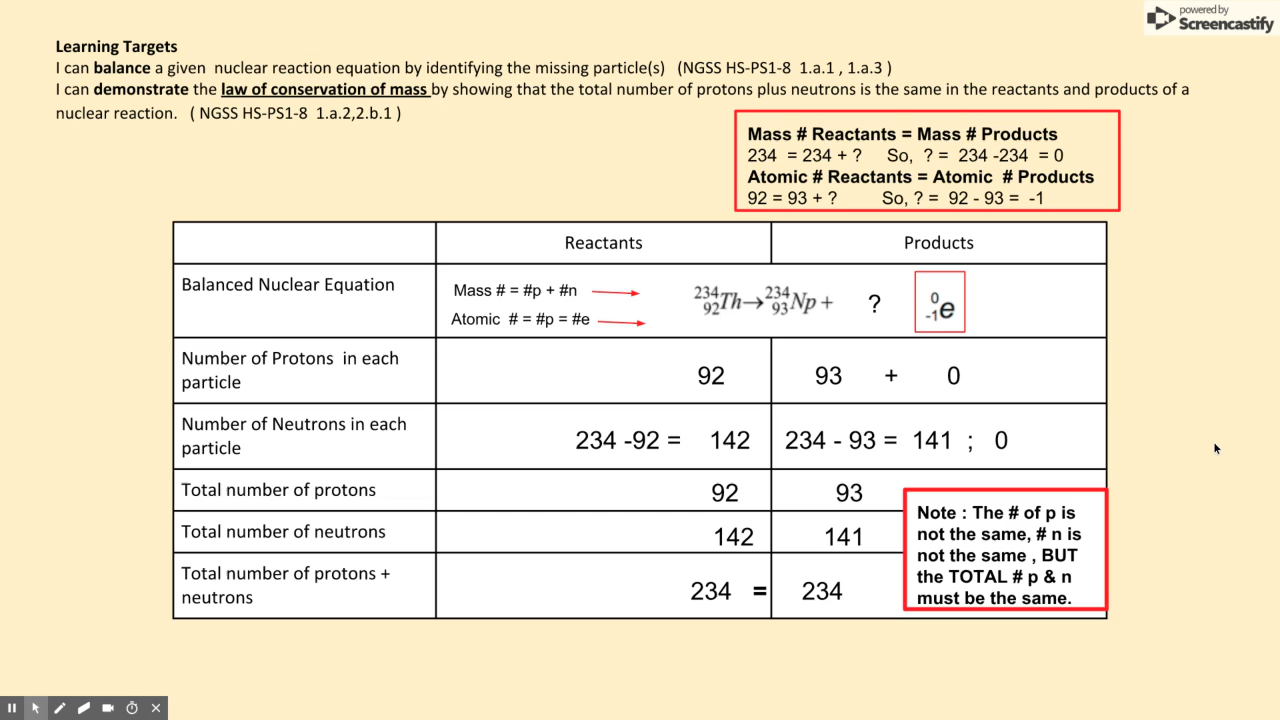 powered by
Screencastify
Learning Targets
I can balance a given nuclear reaction equation by identifying the missing particle(s) (NGSS HS-PS1-8 1.a.1 , 1.a.3 )
I can demonstrate the law of conservation of mass by showing that the total number of protons plus neutrons is the same in the reactants and products of a
nuclear reaction. ( NGSS HS-PS1-8 1.a.2,2.b.1 )
Mass # Reactants = Mass # Products
234 = 234 + ? So, ? = 234 -234 = 0
Atomic # Reactants = Atomic # Products
92 = 93 + ? So, ? = 92 - 93 = -1
Reactants Products
Balanced Nuclear Equation
Mass # = #p + #n
Atomic # = #p = #e
234 92 Th → 234 93 Np + ? 0 -1 e
Number of Protons in each
particle
92 93 + 0
Number of Neutrons in each
particle
234 -92 = 142 234 - 93 = 141 ; 0
Total number of protons 92 93
Total number of neutrons 142 141
Total number of protons +
neutrons
234 = 234
Note : The # of p is
not the same, # n is
not the same , BUT
the TOTAL # p & n
must be the same.